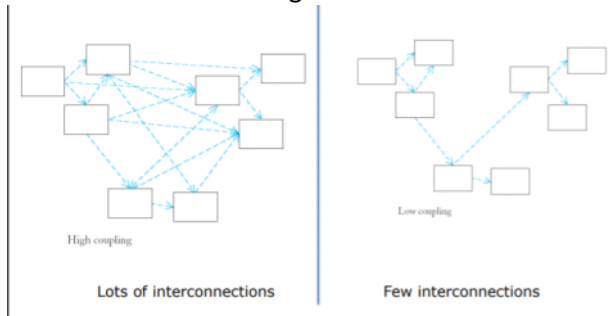 High coupling
Lots of interconnections
Low coupling
Few interconnections